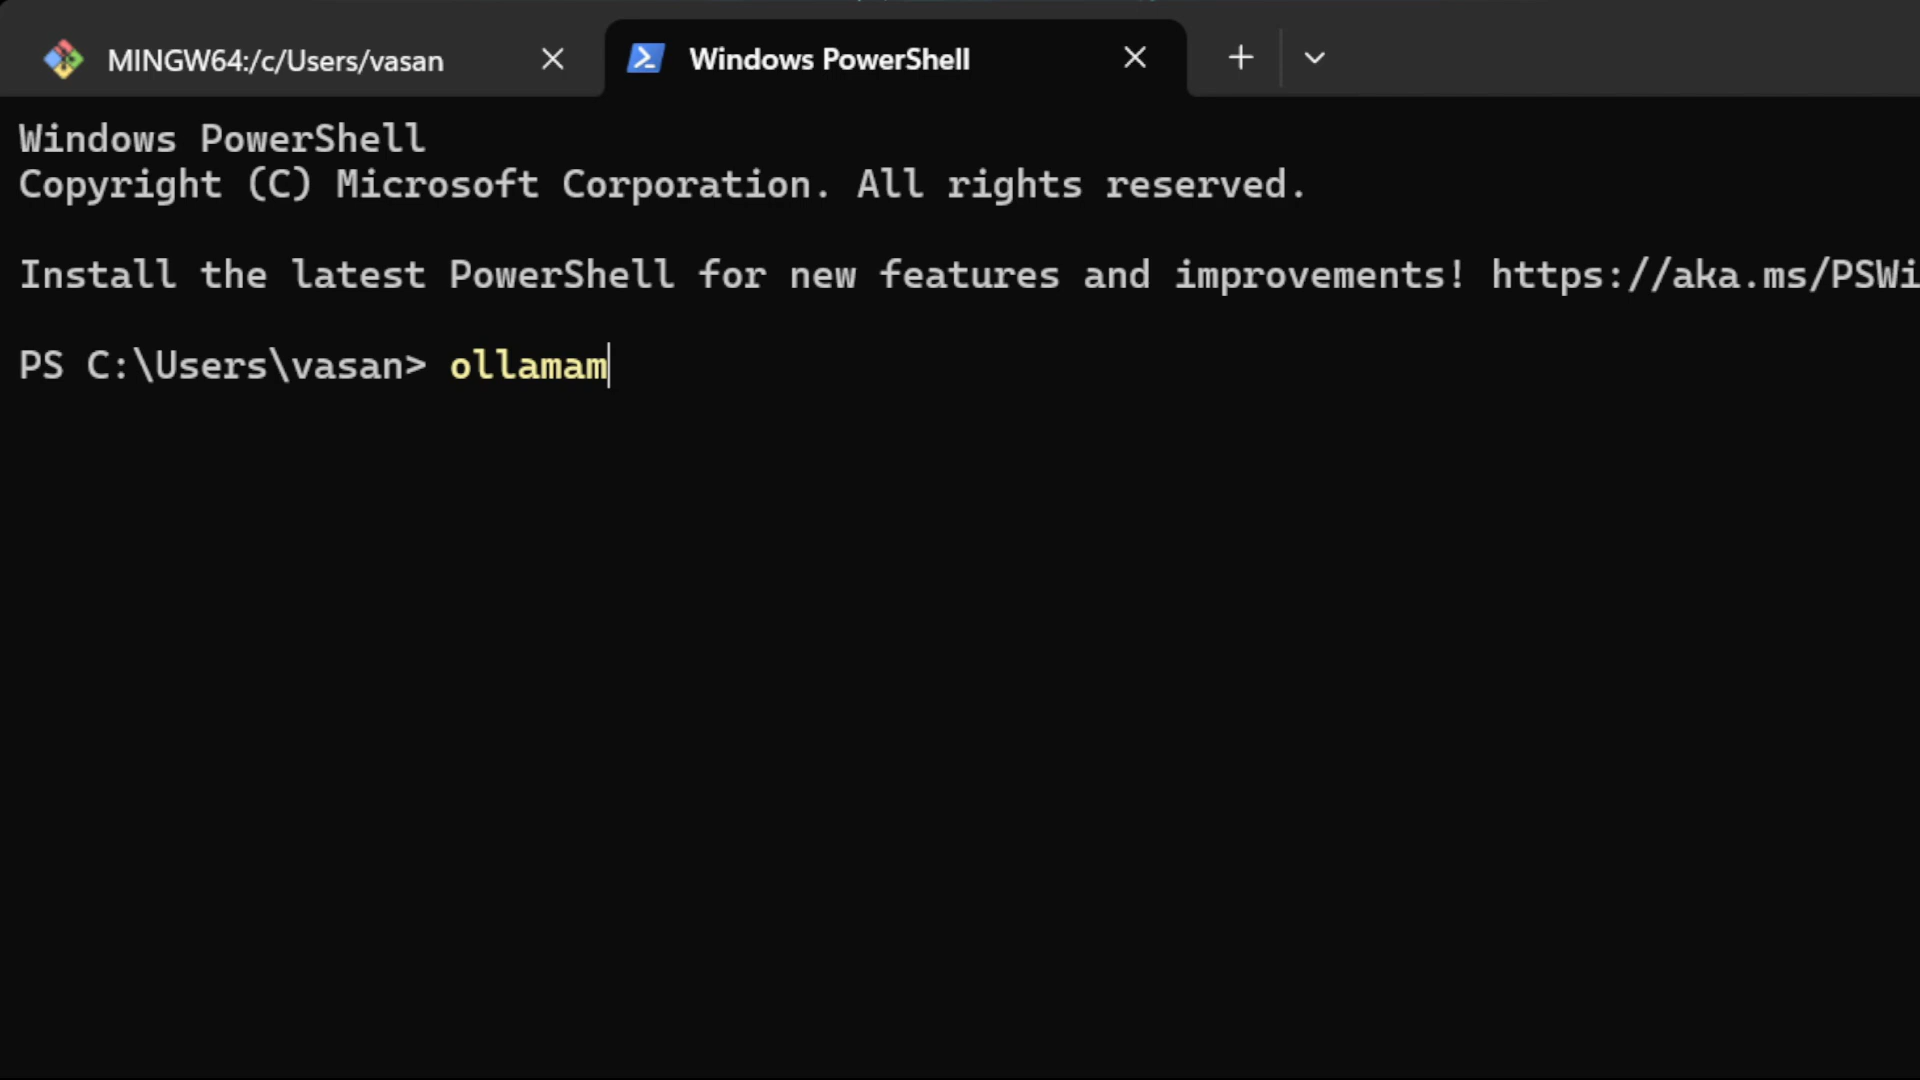 MINGW64:/c/Users/vasan
Windows PowerShell
Windows PowerShell
Copyright (C) Microsoft Corporation. All rights reserved.
Install the latest PowerShell for new features and improvements! https://aka.ms/PSWi
PS C:\Users\vasan> ollamam